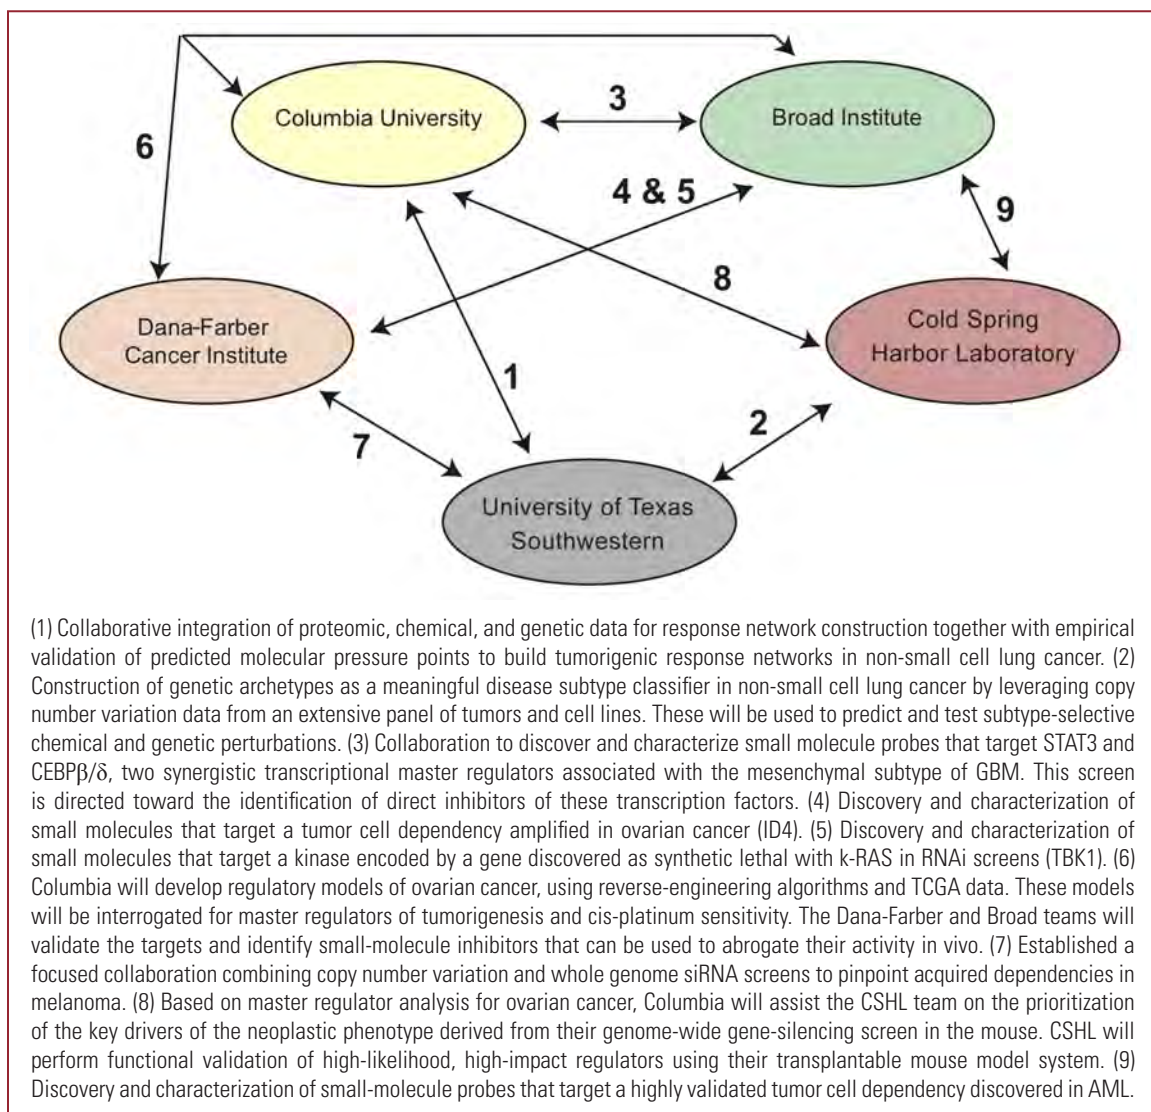 Columbia University
3
Broad Institute
6
4 & 5
9
8
Dana-Farber
Cancer Institute
Cold Spring
Harbor Laboratory
1
7
2
University of Texas
Southwestern
(1) Collaborative integration of proteomic, chemical, and genetic data for response network construction together with empirical
validation of predicted molecular pressure points to build tumorigenic response networks in non-small cell lung cancer. (2)
Construction of genetic archetypes as a meaningful disease subtype classifier in non-small cell lung cancer by leveraging copy
number variation data from an extensive panel of tumors and cell lines. These will be used to predict and test subtype-selective
chemical and genetic perturbations. (3) Collaboration to discover and characterize small molecule probes that target STAT3 and
CEBPβ/δ, two synergistic transcriptional master regulators associated with the mesenchymal subtype of GBM. This screen
is directed toward the identification of direct inhibitors of these transcription factors. (4) Discovery and characterization of
small molecules that target a tumor cell dependency amplified in ovarian cancer (ID4). (5) Discovery and characterization of
small molecules that target a kinase encoded by a gene discovered as synthetic lethal with k-RAS in RNAi screens (TBK1). (6)
Columbia will develop regulatory models of ovarian cancer, using reverse-engineering algorithms and TCGA data. These models
will be interrogated for master regulators of tumorigenesis and cis-platinum sensitivity. The Dana-Farber and Broad teams will
validate the targets and identify small-molecule inhibitors that can be used to abrogate their activity in vivo. (7) Established a
focused collaboration combining copy number variation and whole genome siRNA screens to pinpoint acquired dependencies in
melanoma. (8) Based on master regulator analysis for ovarian cancer, Columbia will assist the CSHL team on the prioritization
of the key drivers of the neoplastic phenotype derived from their genome-wide gene-silencing screen in the mouse. CSHL will
perform functional validation of high-likelihood, high-impact regulators using their transplantable mouse model system. (9)
Discovery and characterization of small-molecule probes that target a highly validated tumor cell dependency discovered in AML.